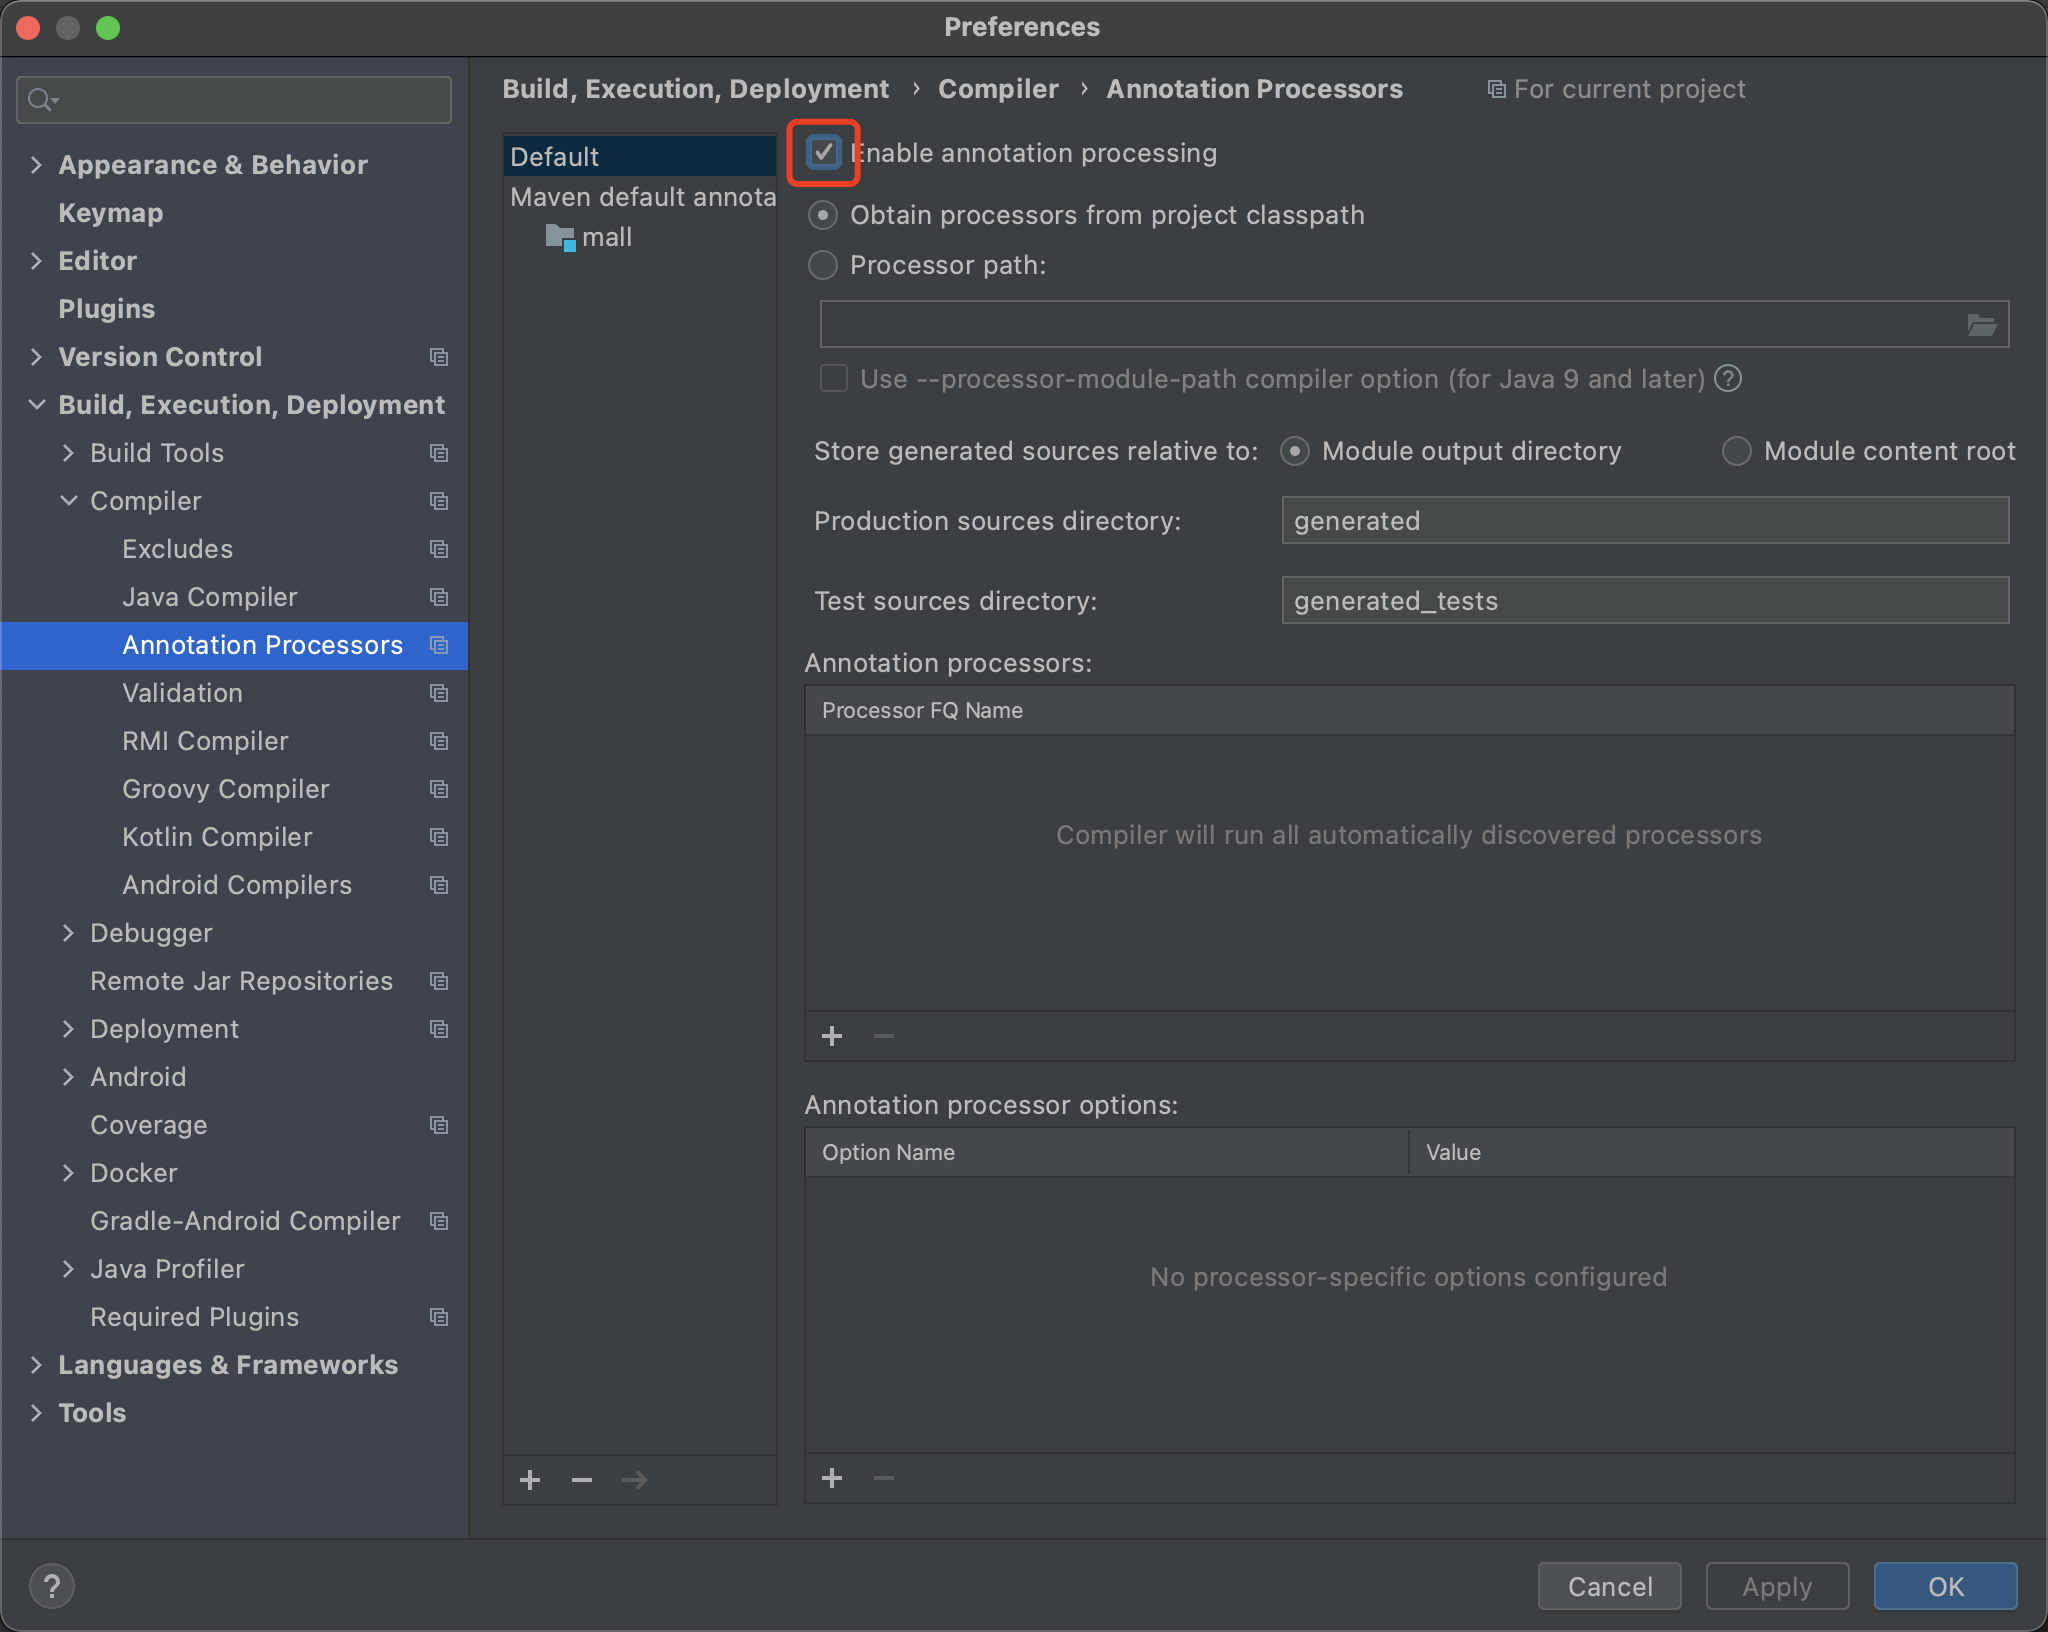 Preferences
Build, Execution, Deployment › Compiler › Annotation Processors For current project
Appearance & Behavior
Keymap
Editor
Plugins
Version Control
Build, Execution, Deployment
Build Tools
Compiler
Excludes
Java Compiler
Annotation Processors
Validation
RMI Compiler
Groovy Compiler
Kotlin Compiler
Android Compilers
Debugger
Remote Jar Repositories
Deployment
Android
Coverage
Docker
Gradle-Android Compiler
Java Profiler
Required Plugins
Languages & Frameworks
Tools
Default
Maven default annota
mall
Enable annotation processing
Obtain processors from project classpath
Processor path:
Use --processor-module-path compiler option (for Java 9 and later) ?
Store generated sources relative to: Module output directory Module content root
Production sources directory: generated
Test sources directory: generated_tests
Annotation processors:
Processor FQ Name
Compiler will run all automatically discovered processors
Annotation processor options:
Option Name Value
No processor-specific options configured
? Cancel Apply OK